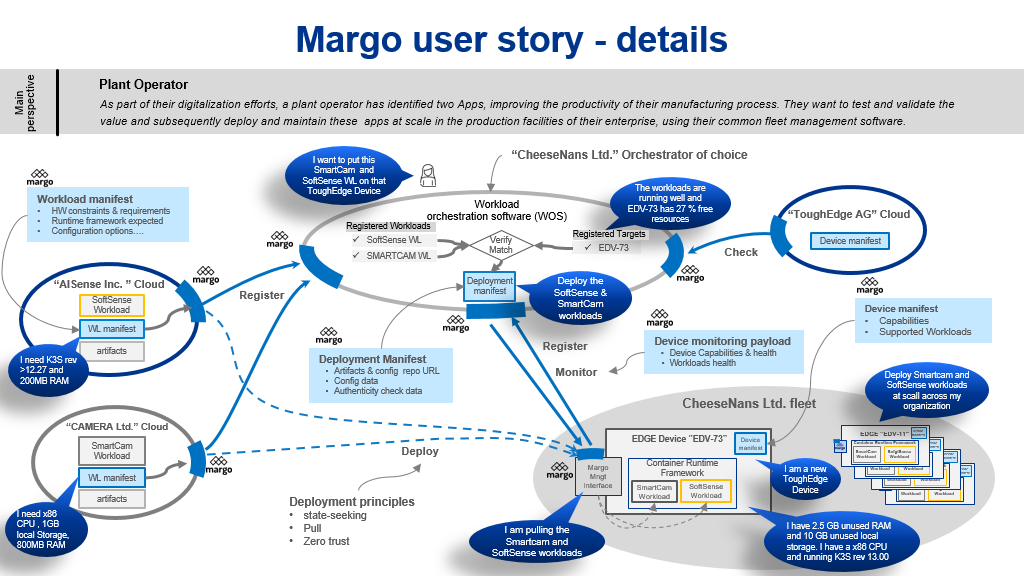 Margo user story - details
Main
perspective
Plant Operator
As part of their digitalization efforts, a plant operator has identified two Apps, improving the productivity of their manufacturing process. They want to test and validate the
value and subsequently deploy and maintain these apps at scale in the production facilities of their enterprise, using their common fleet management software.
I want to put this
SmartCam and
SoftSense WL on that
ToughEdge Device
“CheeseNans Ltd.” Orchestrator of choice
The workloads are
running well and
EDV-73 has 27 % free
resources
margo
Workload manifest
• HW constraints & requirements
• Runtime framework expected
• Configuration options….
Workload
orchestration software (WOS)
Registered Workloads
✓ SoftSense WL
✓ SMARTCAM WL
Verify
Match
Registered Targets
✓ EDV-73
margo
margo
“ToughEdge AG” Cloud
Device manifest
Check
“AISense Inc. ” Cloud
SoftSense
Workload
WL manifest
artifacts
margo
Register
Deployment
manifest
Deploy the
SoftSense &
SmartCam
workloads
margo
margo
Device manifest
• Capabilities
• Supported Workloads
I need K3S rev
>12.27 and
200MB RAM
margo
Deployment Manifest
• Artifacts & config repo URL
• Config data
• Authenticity check data
Register
Monitor
margo
Device monitoring payload
• Device Capabilities & health
• Workloads health
“CAMERA Ltd.” Cloud
SmartCam
Workload
WL manifest
artifacts
margo
I need x86
CPU , 1GB
local Storage,
800MB RAM
Deploy
Deployment principles
• state-seeking
• Pull
• Zero trust
CheeseNans Ltd. fleet
Deploy Smartcam and
SoftSense workloads
at scall across my
organization
EDGE Device “EDV-73”
Device
manifest
Container Runtime
Framework
SmartCam
Workload
SoftSense
Workload
Margo
Mngt
Interface
margo
EDGE “EDV-11”
Container Runtime Framework
Workload
Workload
Workload
Workload
Workload
Workload
Workload
Workload
I am a new
ToughEdge
Device
I am pulling the
Smartcam and
SoftSense workloads
I have 2.5 GB unused RAM
and 10 GB unused local
storage. I have a x86 CPU
and running K3S rev 13.00